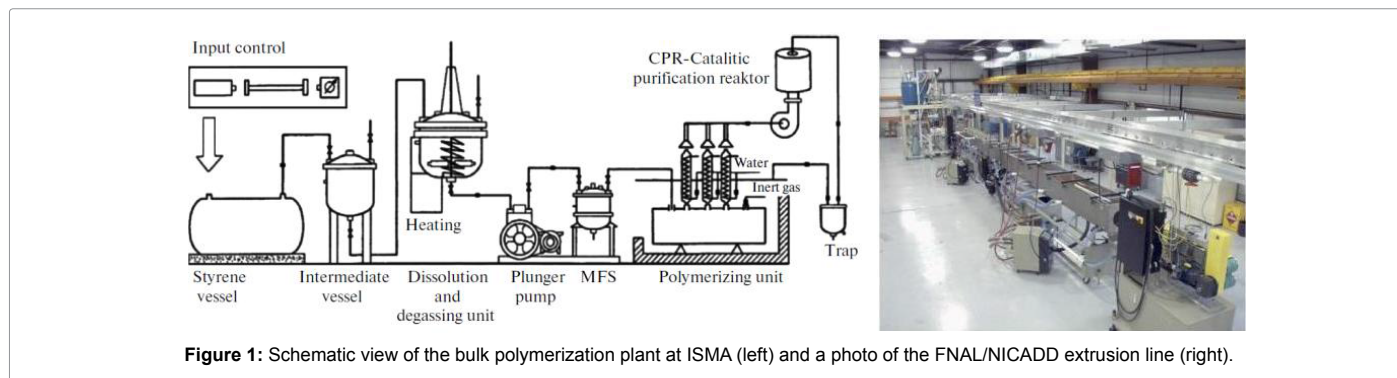 Input control
CPR-Catalitic
purification reaktor
Water
Inert gas
Heating
Trap
Styrene
vessel
Intermediate
vessel
Dissolution
and
degassing unit
Plunger
pump
MFS
Polymerizing unit
Figure 1: Schematic view of the bulk polymerization plant at ISMA (left) and a photo of the FNAL/NICADD extrusion line (right).